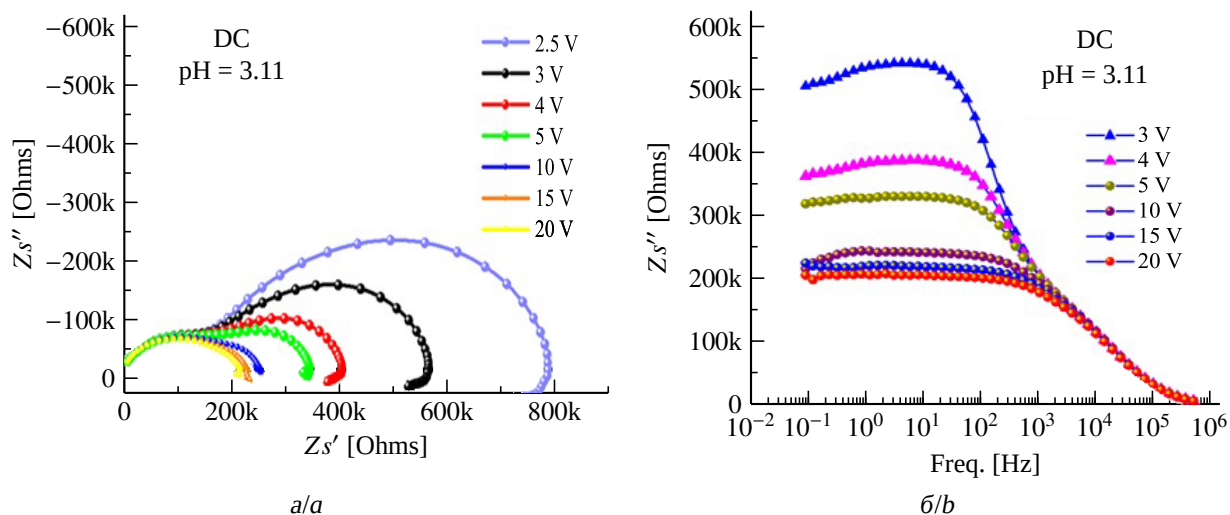 −600k
−500k
−400k
−300k
−200k
−100k
0
Zs″ [Ohms]
DC
pH = 3.11
2.5 V
3 V
4 V
5 V
10 V
15 V
20 V
0 200k 400k 600k 800k
Zs′ [Ohms]
а/a
600k
500k
400k
300k
200k
100k
0
Zs″ [Ohms]
DC
pH = 3.11
3 V
4 V
5 V
10 V
15 V
20 V
10⁻² 10⁻¹ 10⁰ 10¹ 10² 10³ 10⁴ 10⁵ 10⁶
Freq. [Hz]
б/b